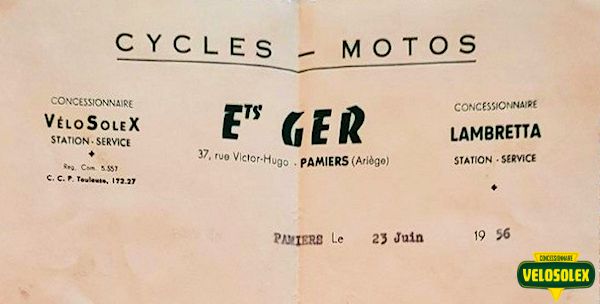 CYCLES - MOTOS
CONCESSIONNAIRE
VÉLOSOLEX
STATION - SERVICE
Reg. Com. 5.557
C. C. P. Toulouse, 172.27
Ets GER
37, rue Victor-Hugo - PAMIERS (Ariège)
CONCESSIONNAIRE
LAMBRETTA
STATION - SERVICE
PAMIERS Le 23 Juin 1956
CONCESSIONNAIRE
VELOSOLEX